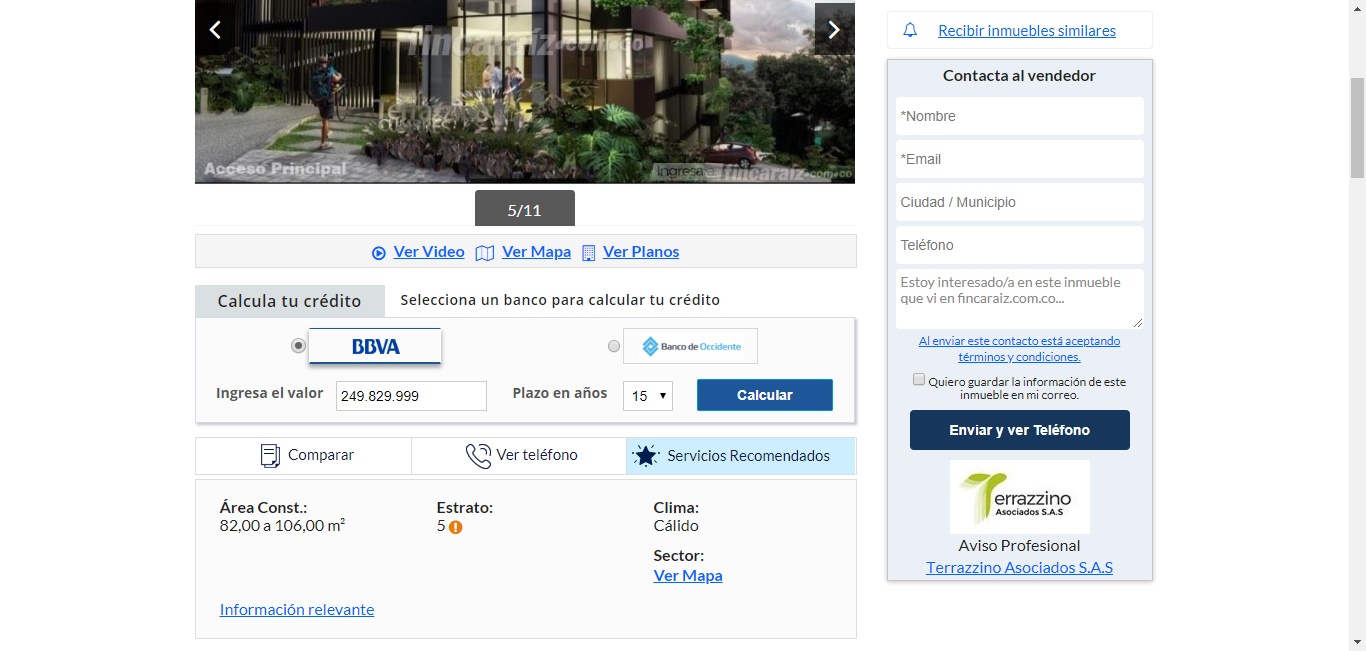 fincaraíz.com.co
Terrazzino
Acceso Principal
Ingresa a: fincaraíz.com.co
5/11
Ver Video Ver Mapa Ver Planos
Calcula tu crédito Selecciona un banco para calcular tu crédito
BBVA Banco de Occidente
Ingresa el valor 249.829.999 Plazo en años 15 Calcular
Comparar Ver teléfono Servicios Recomendados
Área Const.: Estrato: Clima:
82,00 a 106,00 m² 5 Cálido
Sector:
Ver Mapa
Información relevante
Recibir inmuebles similares
Contacta al vendedor
*Nombre
*Email
Ciudad / Municipio
Teléfono
Estoy interesado/a en este inmueble
que vi en fincaraiz.com.co...
Al enviar este contacto está aceptando
términos y condiciones.
Quiero guardar la información de este
inmueble en mi correo.
Enviar y ver Teléfono
Terrazzino
Asociados S.A.S
Aviso Profesional
Terrazzino Asociados S.A.S